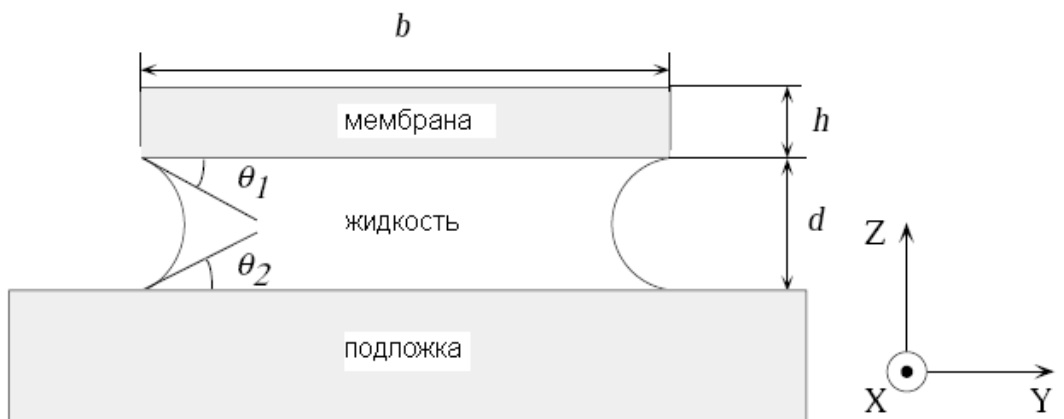 b
мембрана
h
θ1
жидкость
d
Z
θ2
подложка
X
Y